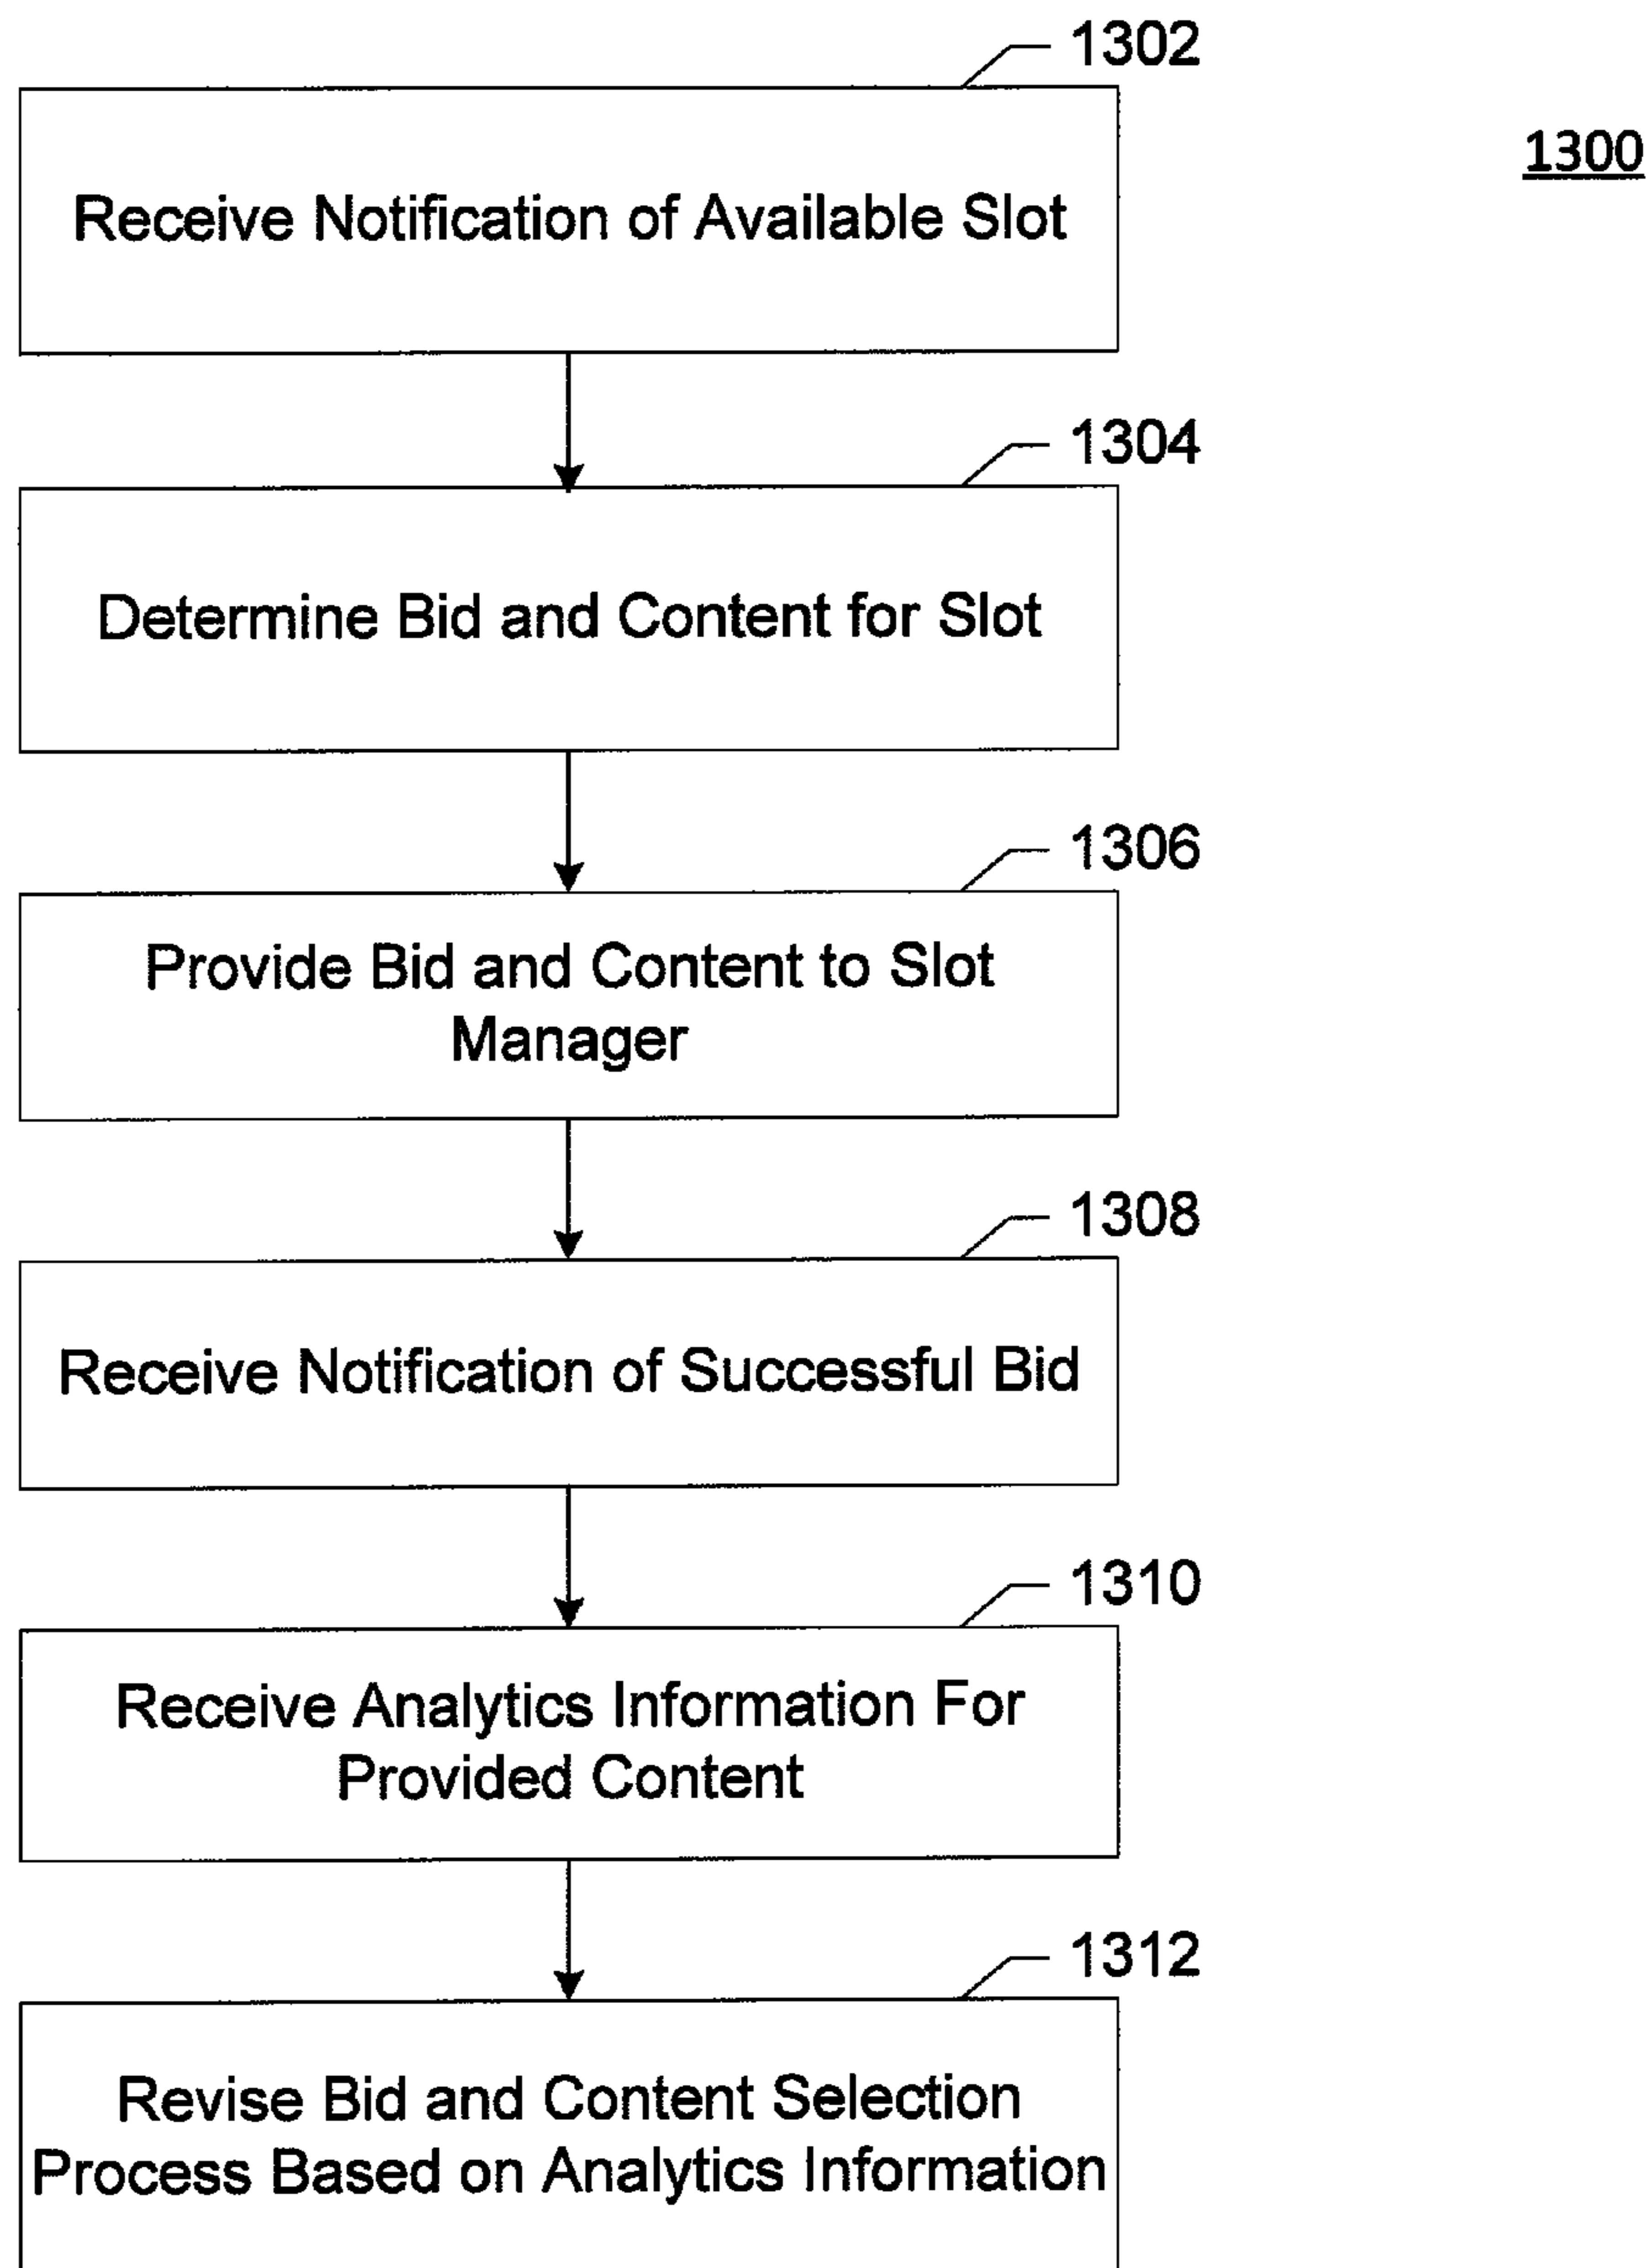 1302
1300
Receive Notification of Available Slot
1304
Determine Bid and Content for Slot
1306
Provide Bid and Content to Slot
Manager
1308
Receive Notification of Successful Bid
1310
Receive Analytics Information For
Provided Content
1312
Revise Bid and Content Selection
Process Based on Analytics Information